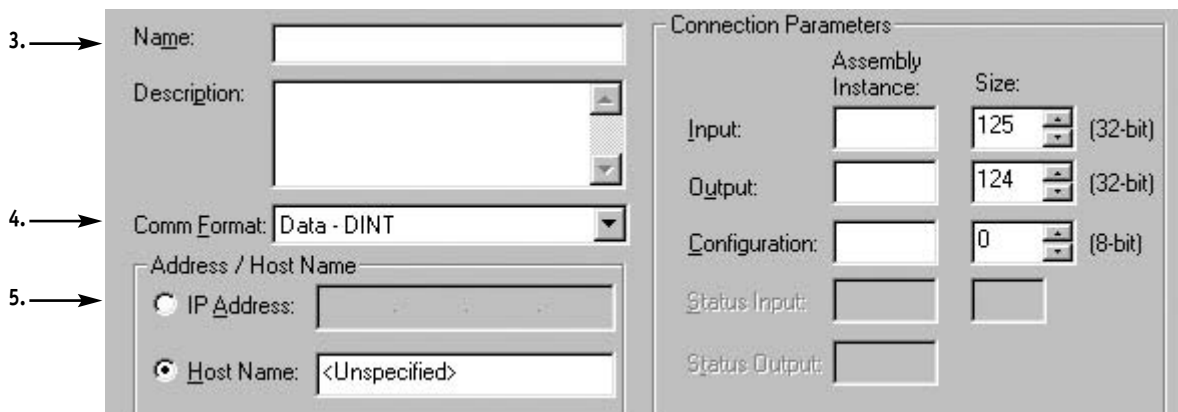 3.
Name:
Description:
4.
Comm Format: Data - DINT
Address / Host Name
5.
IP Address: . . .
Host Name: <Unspecified>
Connection Parameters
Assembly
Instance: Size:
Input: 125 (32-bit)
Output: 124 (32-bit)
Configuration: 0 (8-bit)
Status Input:
Status Output: